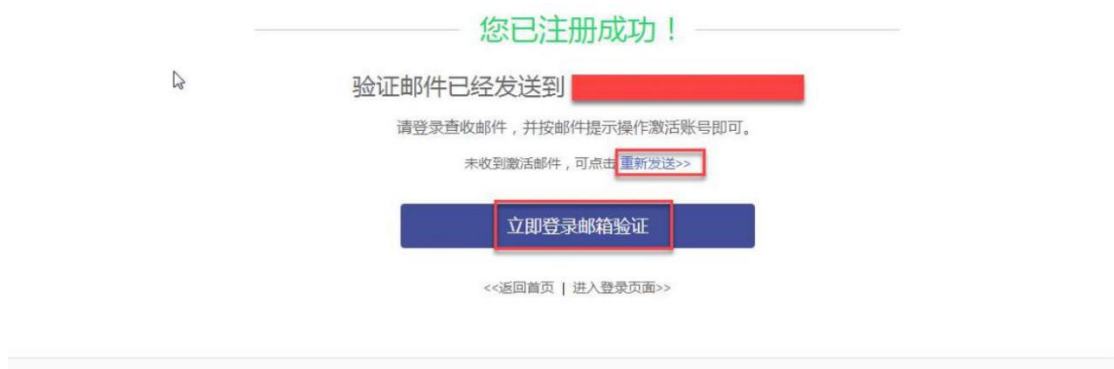 您已注册成功！
验证邮件已经发送到
请登录查收邮件，并按邮件提示操作激活账号即可。
未收到激活邮件，可点击 重新发送>>
立即登录邮箱验证
<<返回首页 | 进入登录页面>>